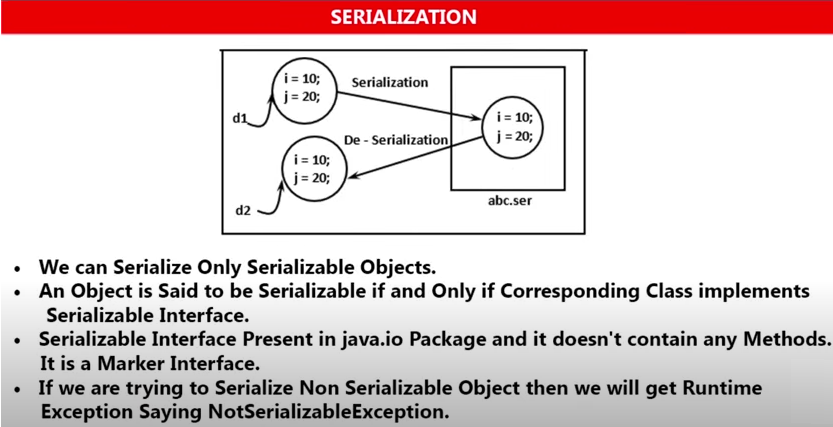 SERIALIZATION
i = 10;
j = 20;
Serialization
d1
i = 10;
j = 20;
De - Serialization
i = 10;
j = 20;
d2
abc.ser
• We can Serialize Only Serializable Objects.
• An Object is Said to be Serializable if and Only if Corresponding Class implements
Serializable Interface.
• Serializable Interface Present in java.io Package and it doesn't contain any Methods.
It is a Marker Interface.
• If we are trying to Serialize Non Serializable Object then we will get Runtime
Exception Saying NotSerializableException.